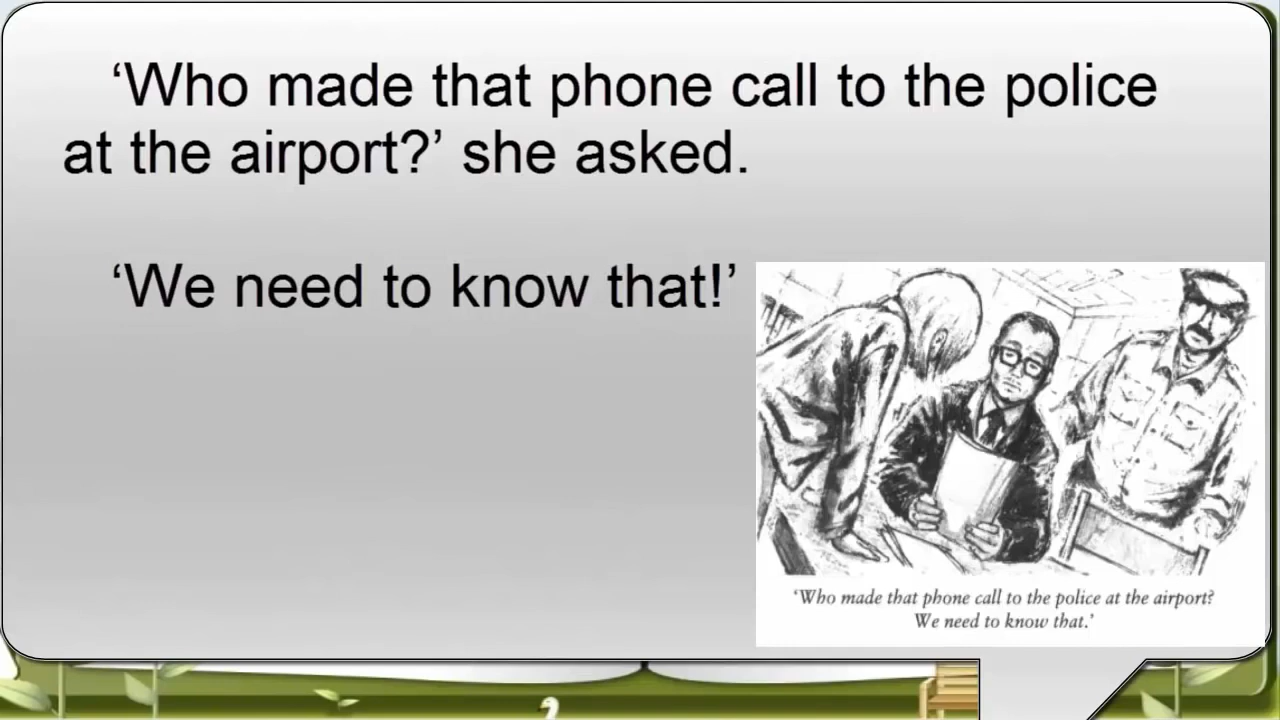 ‘Who made that phone call to the police
at the airport?’ she asked.
‘We need to know that!’
‘Who made that phone call to the police at the airport?
We need to know that.’